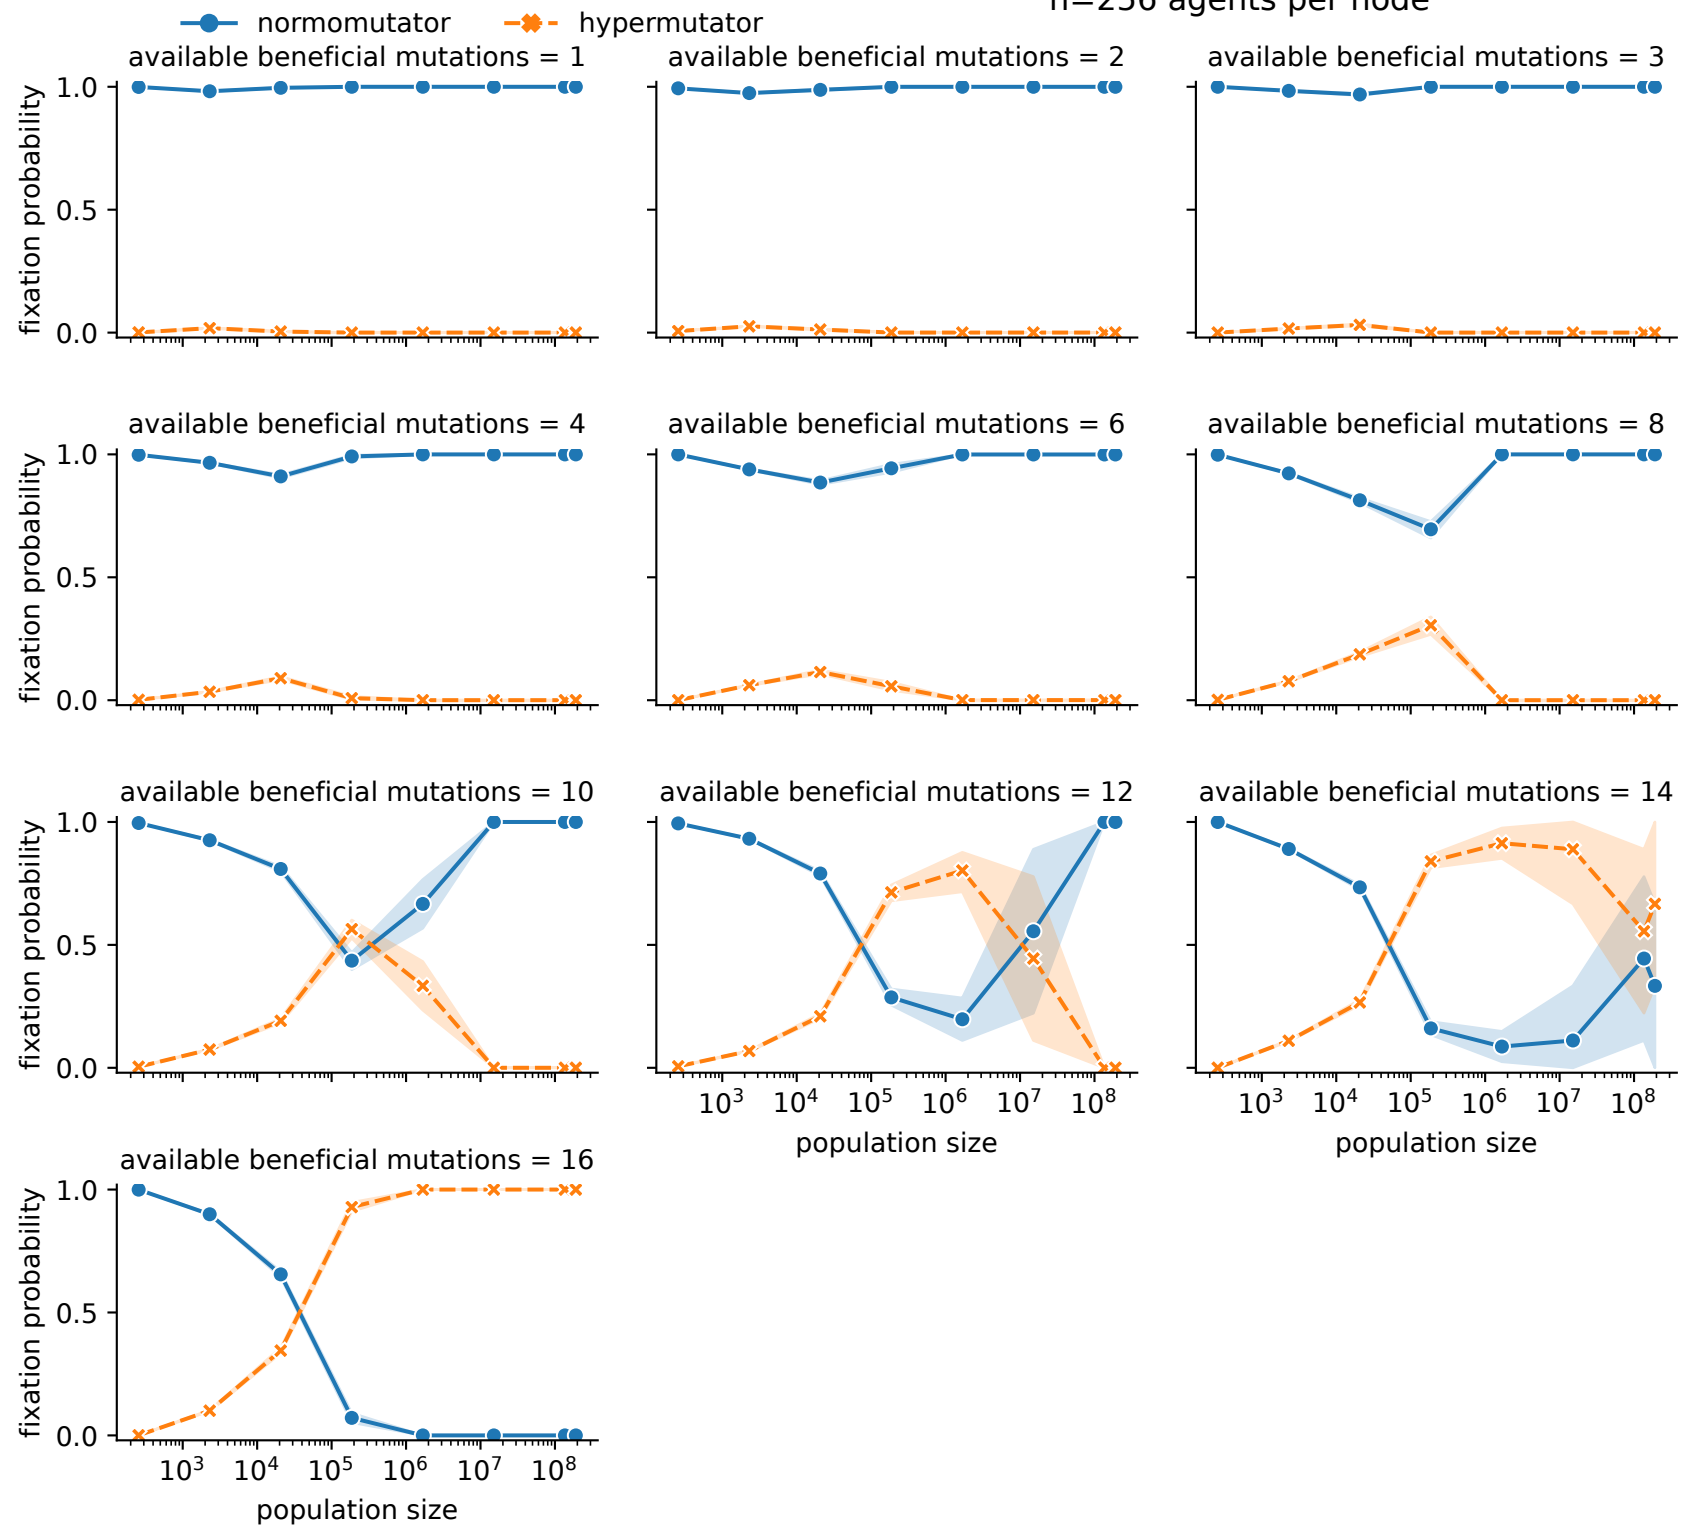 n=256 agents per node
normomutator hypermutator
available beneficial mutations = 1 available beneficial mutations = 2 available beneficial mutations = 3
1.0
0.5
0.0
fixation probability
available beneficial mutations = 4 available beneficial mutations = 6 available beneficial mutations = 8
1.0
0.5
0.0
fixation probability
available beneficial mutations = 10 available beneficial mutations = 12 available beneficial mutations = 14
1.0
0.5
0.0
fixation probability
10³ 10⁴ 10⁵ 10⁶ 10⁷ 10⁸ 10³ 10⁴ 10⁵ 10⁶ 10⁷ 10⁸
population size population size
available beneficial mutations = 16
1.0
0.5
0.0
fixation probability
10³ 10⁴ 10⁵ 10⁶ 10⁷ 10⁸
population size